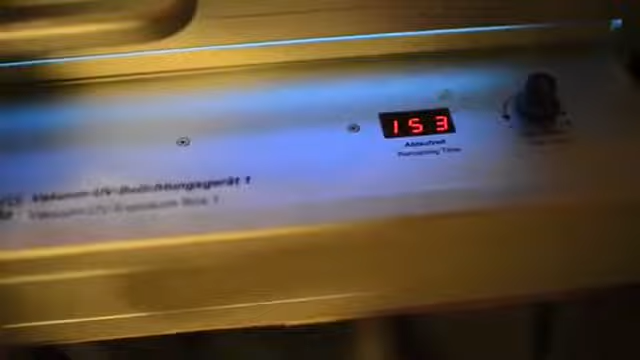 153
Ablaufzeit
Remaining Time
Vakuum-UV-Belichtungsgerät 1
Vacuum-UV-Exposure Box 1